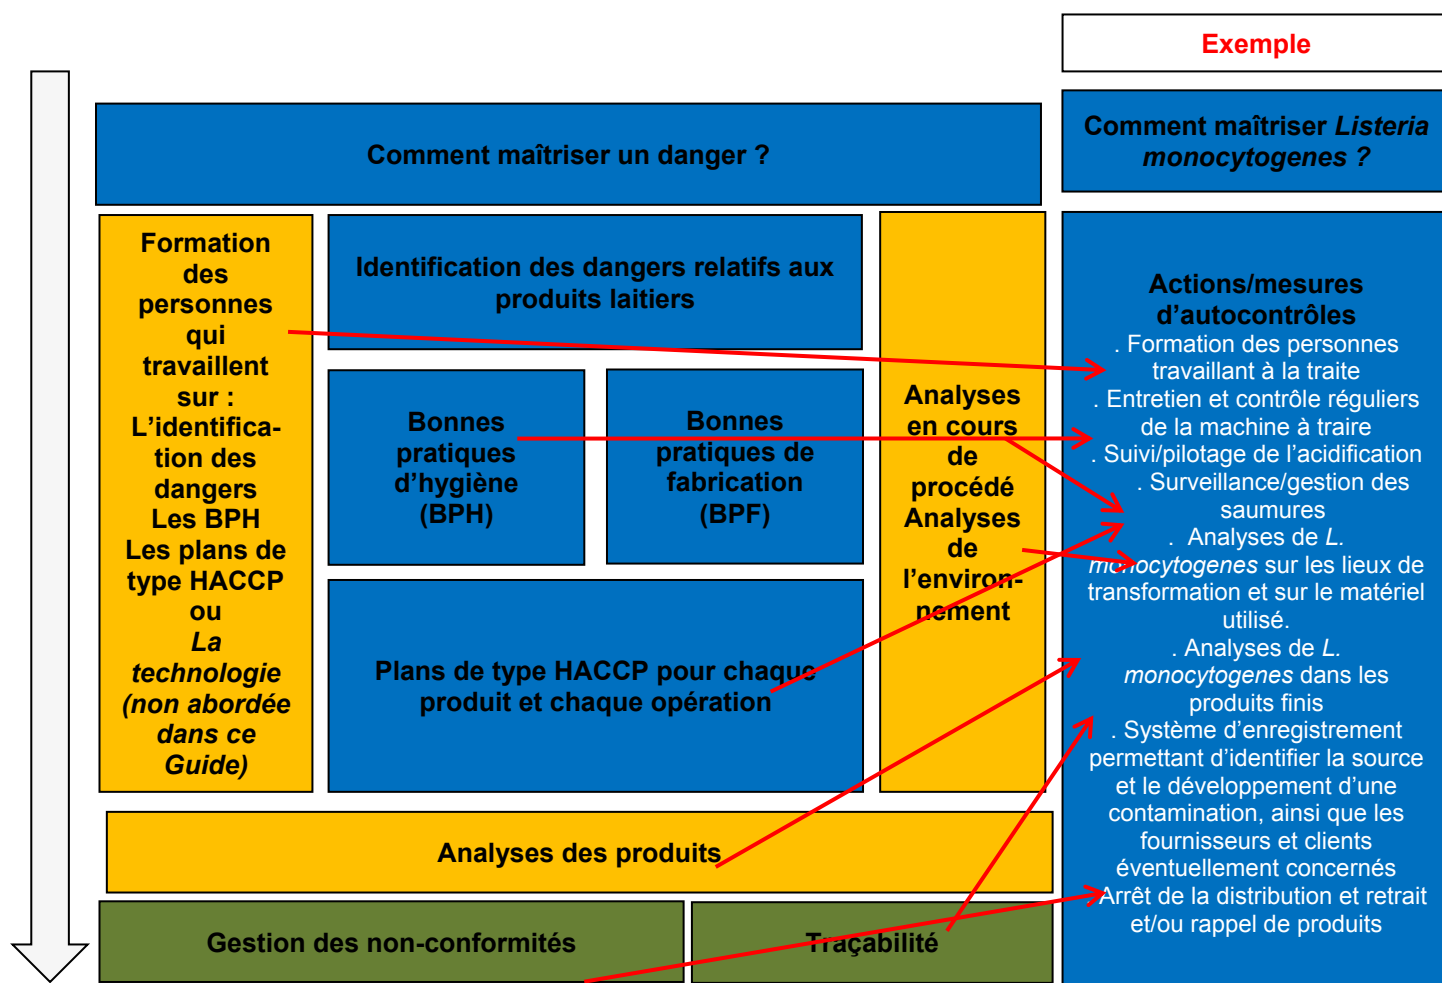 Exemple
Comment maîtriser un danger ?
Comment maîtriser Listeria
monocytogenes ?
Formation
des
personnes
qui
travaillent
sur :
L’identifica-
tion des
dangers
Les BPH
Les plans de
type HACCP
ou
La
technologie
(non abordée
dans ce
Guide)
Identification des dangers relatifs aux
produits laitiers
Bonnes
pratiques
d’hygiène
(BPH)
Bonnes
pratiques de
fabrication
(BPF)
Plans de type HACCP pour chaque
produit et chaque opération
Analyses
en cours
de
procédé
Analyses
de
l’environ-
nement
Analyses des produits
Gestion des non-conformités
Traçabilité
Actions/mesures
d’autocontrôles
. Formation des personnes
travaillant à la traite
. Entretien et contrôle réguliers
de la machine à traire
. Suivi/pilotage de l’acidification
. Surveillance/gestion des
saumures
. Analyses de L.
monocytogenes sur les lieux de
transformation et sur le matériel
utilisé.
. Analyses de L.
monocytogenes dans les
produits finis
. Système d’enregistrement
permettant d’identifier la source
et le développement d’une
contamination, ainsi que les
fournisseurs et clients
éventuellement concernés
. Arrêt de la distribution et retrait
et/ou rappel de produits